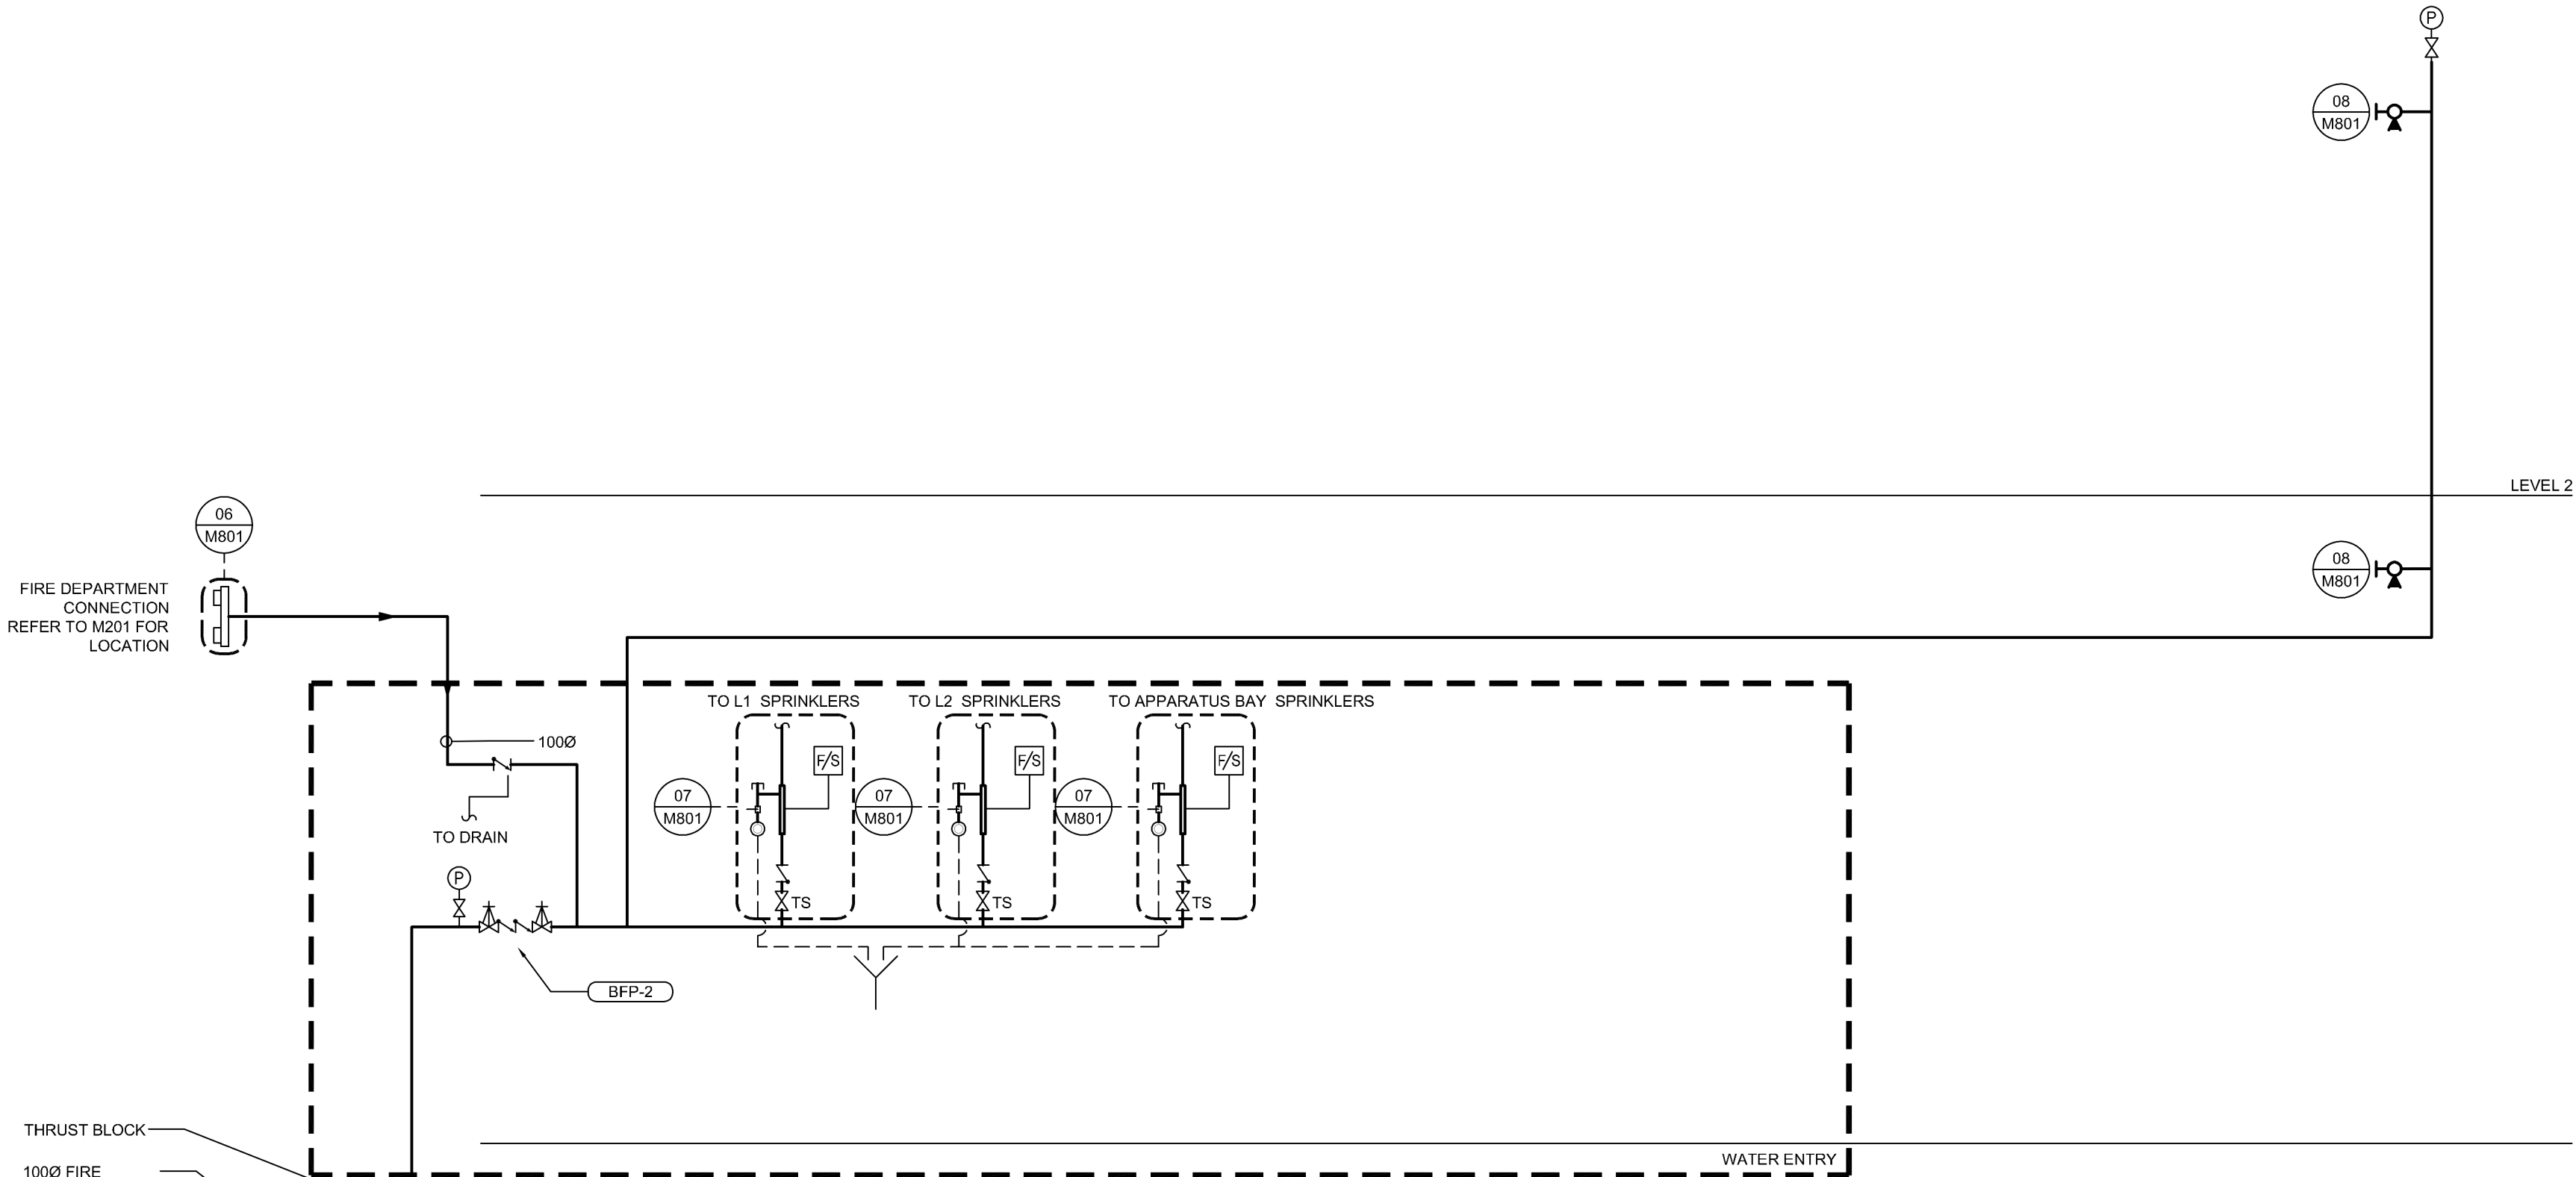 P
08
M801
LEVEL 2
06
M801
FIRE DEPARTMENT
CONNECTION
REFER TO M201 FOR
LOCATION
08
M801
TO L1 SPRINKLERS
TO L2 SPRINKLERS
TO APPARATUS BAY SPRINKLERS
100Ø
F/S
F/S
F/S
07
M801
07
M801
07
M801
TO DRAIN
P
TS
TS
TS
BFP-2
THRUST BLOCK
WATER ENTRY
100Ø FIRE